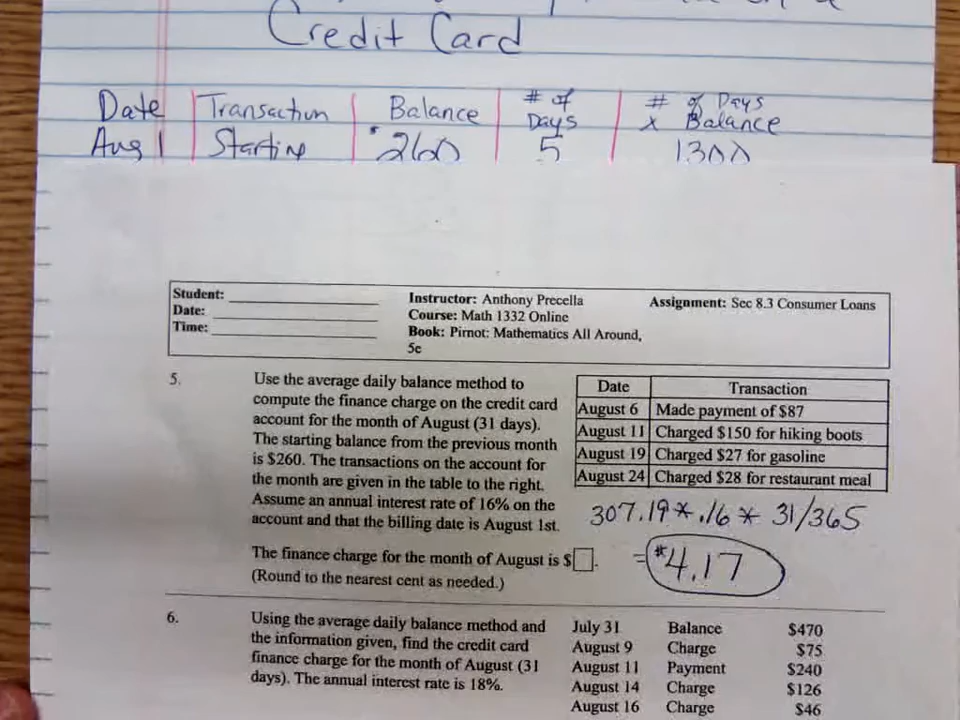 Credit Card
Date Transaction Balance # of Days # of Days x Balance
Aug 1 Starting 260 5 1300
Student:
Date:
Time:
Instructor: Anthony Precella
Course: Math 1332 Online
Book: Pirnot: Mathematics All Around,
5e
Assignment: Sec 8.3 Consumer Loans
5.
Use the average daily balance method to
compute the finance charge on the credit card
account for the month of August (31 days).
The starting balance from the previous month
is $260. The transactions on the account for
the month are given in the table to the right.
Assume an annual interest rate of 16% on the
account and that the billing date is August 1st.
Date Transaction
August 6 Made payment of $87
August 11 Charged $150 for hiking boots
August 19 Charged $27 for gasoline
August 24 Charged $28 for restaurant meal
307.19 * .16 * 31/365
= $4.17
The finance charge for the month of August is $ .
(Round to the nearest cent as needed.)
6.
Using the average daily balance method and
the information given, find the credit card
finance charge for the month of August (31
days). The annual interest rate is 18%.
July 31 Balance $470
August 9 Charge $75
August 11 Payment $240
August 14 Charge $126
August 16 Charge $46